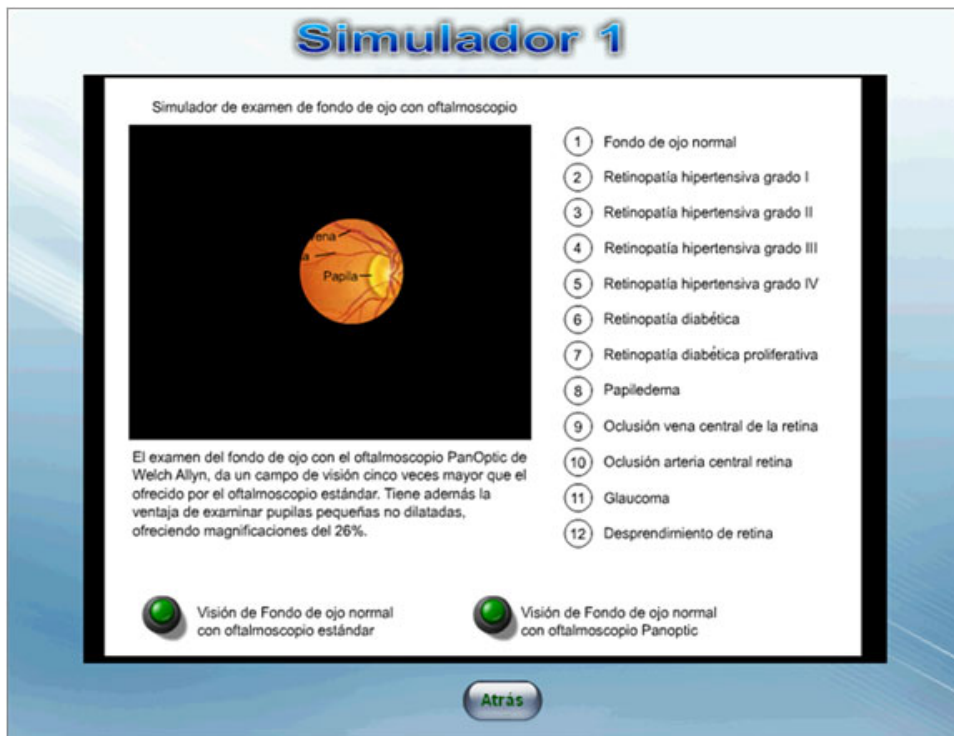 Simulador 1
Simulador de examen de fondo de ojo con oftalmoscopio
Papila
El examen del fondo de ojo con el oftalmoscopio PanOptic de
Welch Allyn, da un campo de visión cinco veces mayor que el
ofrecido por el oftalmoscopio estándar. Tiene además la
ventaja de examinar pupilas pequeñas no dilatadas,
ofreciendo magnificaciones del 26%.
1 Fondo de ojo normal
2 Retinopatía hipertensiva grado I
3 Retinopatía hipertensiva grado II
4 Retinopatía hipertensiva grado III
5 Retinopatía hipertensiva grado IV
6 Retinopatía diabética
7 Retinopatía diabética proliferativa
8 Papiledema
9 Oclusión vena central de la retina
10 Oclusión arteria central retina
11 Glaucoma
12 Desprendimiento de retina
Visión de Fondo de ojo normal
con oftalmoscopio estándar
Visión de Fondo de ojo normal
con oftalmoscopio Panoptic
Atrás